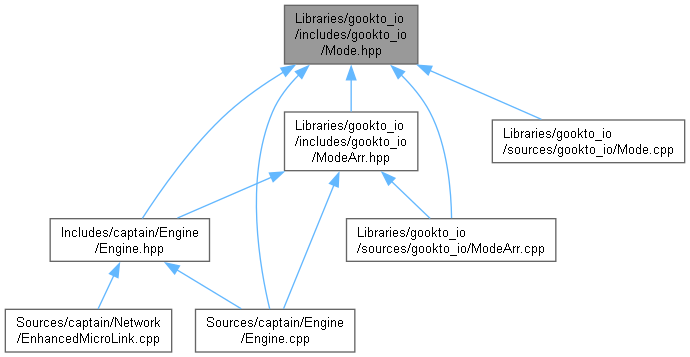 Libraries/gookto_io
/includes/gookto_io
/Mode.hpp
Libraries/gookto_io
/includes/gookto_io
/ModeArr.hpp
Libraries/gookto_io
/sources/gookto_io/Mode.cpp
Includes/captain/Engine
/Engine.hpp
Libraries/gookto_io
/sources/gookto_io/ModeArr.cpp
Sources/captain/Network
/EnhancedMicroLink.cpp
Sources/captain/Engine
/Engine.cpp